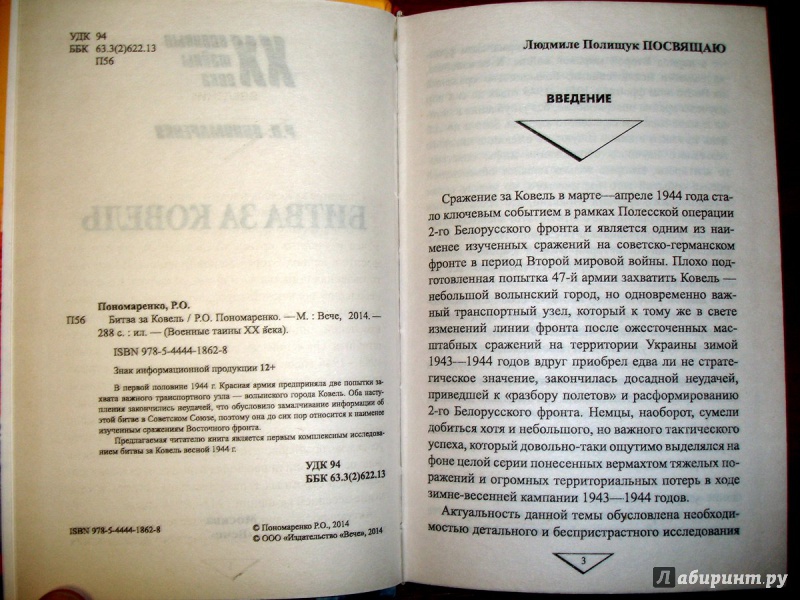 УДК 94
ББК 63.3(2)622.13
П56
Пономаренко, Р.О.
П56 Битва за Ковель / Р.О. Пономаренко. — М. : Вече, 2014. —
288 с. : ил. — (Военные тайны XX века).
ISBN 978-5-4444-1862-8
Знак информационной продукции 12+
В первой половине 1944 г. Красная армия предприняла две попытки за-
хвата важного транспортного узла — волынского города Ковель. Оба насту-
пления закончились неудачей, что обусловило замалчивание информации об
этой битве в Советском Союзе, поэтому она до сих пор относится к наименее
изученным сражениям Восточного фронта.
Предлагаемая читателю книга является первым комплексным исследова-
нием битвы за Ковель весной 1944 г.
УДК 94
ББК 63.3(2)622.13
ISBN 978-5-4444-1862-8
© Пономаренко Р.О., 2014
© ООО «Издательство «Вече», 2014
Людмиле Полищук ПОСВЯЩАЮ
ВВЕДЕНИЕ
Сражение за Ковель в марте—апреле 1944 года ста-
ло ключевым событием в рамках Полесской операции
2-го Белорусского фронта и является одним из наи-
менее изученных сражений на советско-германском
фронте в период Второй мировой войны. Плохо под-
готовленная попытка 47-й армии захватить Ковель —
небольшой волынский город, но одновременно важ-
ный транспортный узел, который к тому же в свете
изменений линии фронта после ожесточенных мас-
штабных сражений на территории Украины зимой
1943—1944 годов вдруг приобрел едва ли не страте-
гическое значение, закончилась досадной неудачей,
приведшей к «разбору полетов» и расформированию
2-го Белорусского фронта. Немцы, наоборот, сумели
добиться хотя и небольшого, но важного тактического
успеха, который довольно-таки ощутимо выделялся на
фоне целой серии понесенных вермахтом тяжелых по-
ражений и огромных территориальных потерь в ходе
зимне-весенней кампании 1943—1944 годов.
Актуальность данной темы обусловлена необходи-
мостью детального и беспристрастного исследования
3
Лабиринт.ру